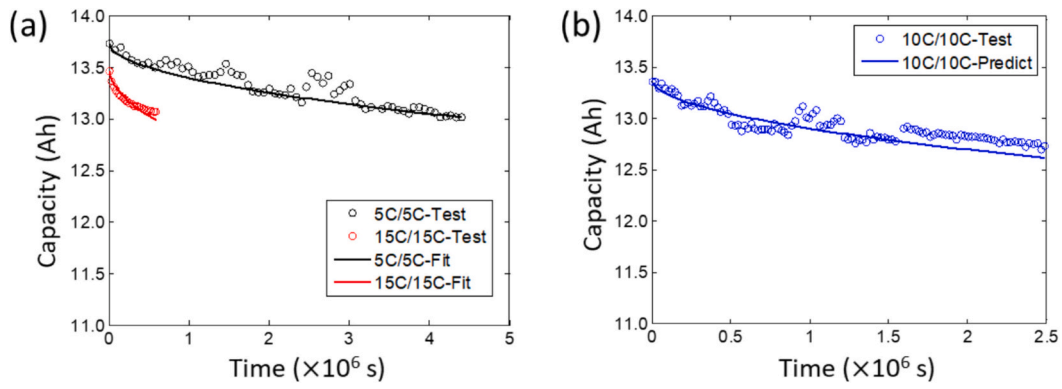 (a)
14.0
13.5
13.0
12.5
12.0
11.5
11.0
Capacity (Ah)
5C/5C-Test
15C/15C-Test
5C/5C-Fit
15C/15C-Fit
0
1
2
3
4
5
Time (×10⁶ s)
(b)
14.0
13.5
13.0
12.5
12.0
11.5
11.0
Capacity (Ah)
10C/10C-Test
10C/10C-Predict
0
0.5
1
1.5
2
2.5
Time (×10⁶ s)